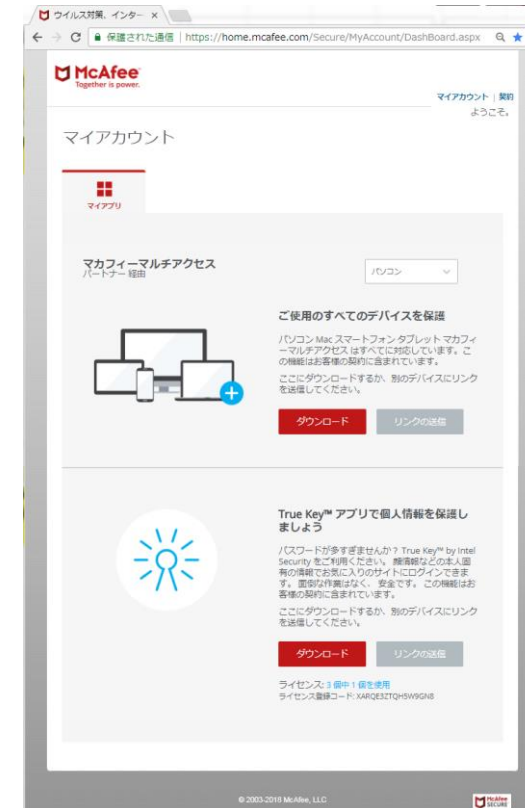 ウイルス対策、インター
保護された通信 https://home.mcafee.com/Secure/MyAccount/DashBoard.aspx
McAfee
Together is power.
マイアカウント | 契約
ようこそ。
マイアカウント
マイアプリ
マカフィーマルチアクセス
パートナー 経由
パソコン
ご使用のすべてのデバイスを保護
パソコン Mac スマートフォン タブレット マカフィ
ーマルチアクセス はすべてに対応しています。こ
の機能はお客様の契約に含まれています。
ここにダウンロードするか、別のデバイスにリンク
を送信してください。
ダウンロード リンクの送信
True Key™ アプリで個人情報を保護し
ましょう
パスワードが多すぎませんか? True Key™ by Intel
Security をご利用ください。 顔情報などの本人固
有の情報でお気に入りのサイトにログインできま
す。 面倒な作業はなく、 安全です。 この機能はお
客様の契約に含まれています。
ここにダウンロードするか、別のデバイスにリンク
を送信してください。
ダウンロード リンクの送信
ライセンス: 3 個中 1 個を使用
ライセンス登録コード: XARQE3ZTQH5W9GN8
© 2003-2018 McAfee, LLC
McAfee
SECURE